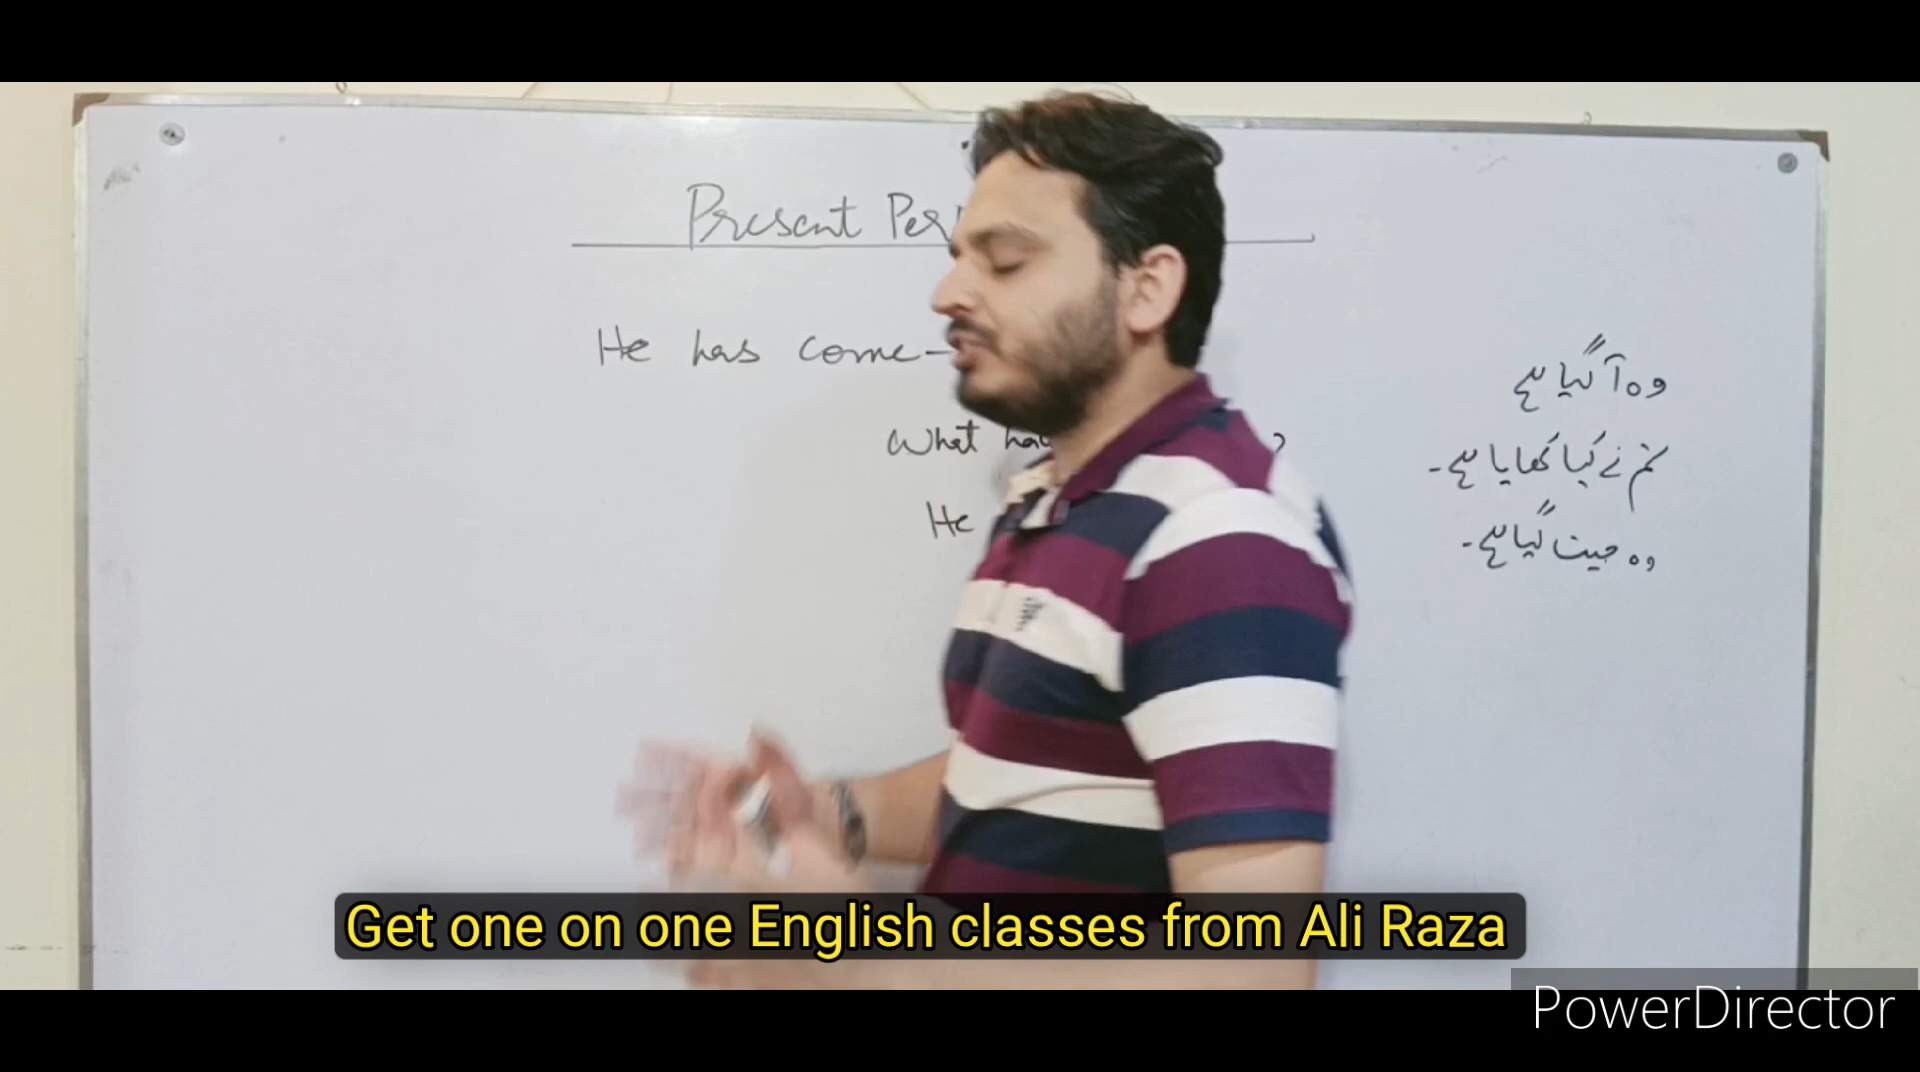 Present Per
He has come
وہ آ گیا ہے
What hav ?
تم نے کیا کھایا ہے۔
He
وہ جیت گیا ہے۔
Get one on one English classes from Ali Raza
PowerDirector